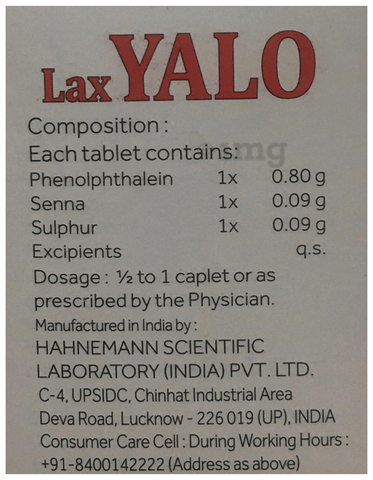 Lax YALO
Composition :
Each tablet contains:
Phenolphthalein 1x 0.80 g
Senna 1x 0.09 g
Sulphur 1x 0.09 g
Excipients q.s.
Dosage : ½ to 1 caplet or as
prescribed by the Physician.
Manufactured in India by :
HAHNEMANN SCIENTIFIC
LABORATORY (INDIA) PVT. LTD.
C-4, UPSIDC, Chinhat Industrial Area
Deva Road, Lucknow - 226 019 (UP), INDIA
Consumer Care Cell : During Working Hours :
+91-8400142222 (Address as above)